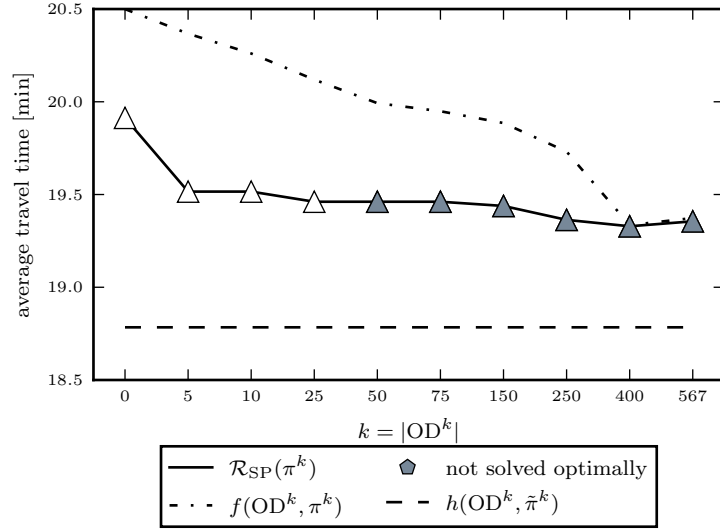 20.5
20.0
19.5
19.0
18.5
average travel time [min]
0 5 10 25 50 75 150 250 400 567
k = |OD^k|
R_SP(π^k) not solved optimally
f(OD^k, π^k) h(OD^k, π̃^k)